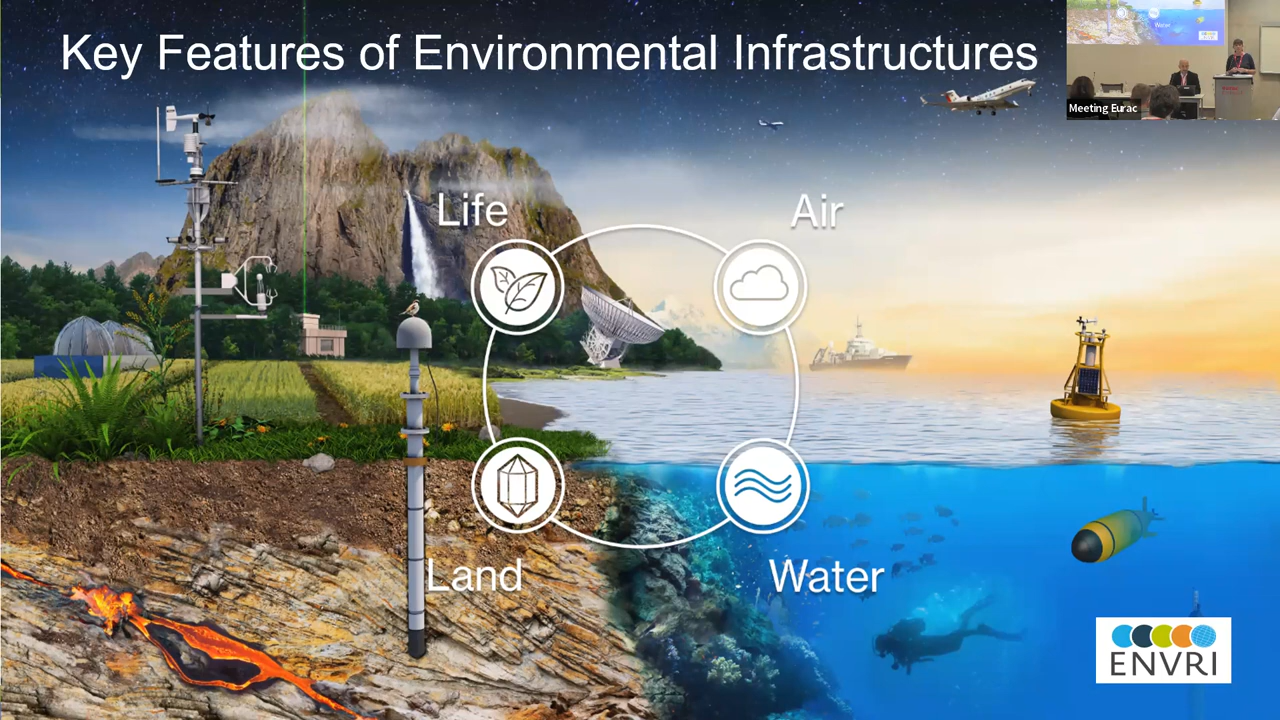 Key Features of Environmental Infrastructures
Meeting Eurac
Life
Air
Land
Water
ENVRI